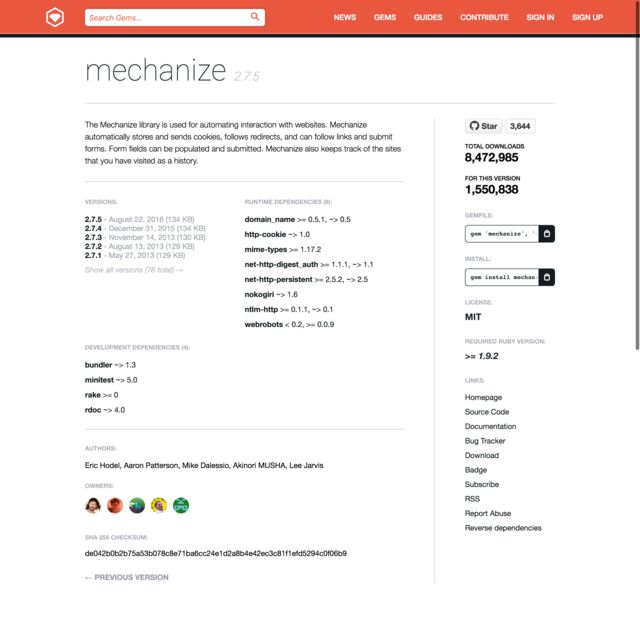 Search Gems...
NEWS GEMS GUIDES CONTRIBUTE SIGN IN SIGN UP
mechanize 2.7.5
The Mechanize library is used for automating interaction with websites. Mechanize
automatically stores and sends cookies, follows redirects, and can follow links and submit
forms. Form fields can be populated and submitted. Mechanize also keeps track of the sites
that you have visited as a history.
VERSIONS:
2.7.5 - August 22, 2016 (134 KB)
2.7.4 - December 31, 2015 (134 KB)
2.7.3 - November 14, 2013 (130 KB)
2.7.2 - August 13, 2013 (129 KB)
2.7.1 - May 27, 2013 (129 KB)
Show all versions (76 total) →
RUNTIME DEPENDENCIES (8):
domain_name >= 0.5.1, ~> 0.5
http-cookie ~> 1.0
mime-types >= 1.17.2
net-http-digest_auth >= 1.1.1, ~> 1.1
net-http-persistent >= 2.5.2, ~> 2.5
nokogiri ~> 1.6
ntlm-http >= 0.1.1, ~> 0.1
webrobots < 0.2, >= 0.0.9
DEVELOPMENT DEPENDENCIES (4):
bundler ~> 1.3
minitest ~> 5.0
rake >= 0
rdoc ~> 4.0
AUTHORS:
Eric Hodel, Aaron Patterson, Mike Dalessio, Akinori MUSHA, Lee Jarvis
OWNERS:
SHA 256 CHECKSUM:
de042b0b2b75a53b078c8e71ba6cc24e1d2a8b4e42ec3c81f1efd5294c0f06b9
← PREVIOUS VERSION
Star 3,644
TOTAL DOWNLOADS
8,472,985
FOR THIS VERSION
1,550,838
GEMFILE:
gem 'mechanize', '
INSTALL:
gem install mechan
LICENSE:
MIT
REQUIRED RUBY VERSION:
>= 1.9.2
LINKS:
Homepage
Source Code
Documentation
Bug Tracker
Download
Badge
Subscribe
RSS
Report Abuse
Reverse dependencies